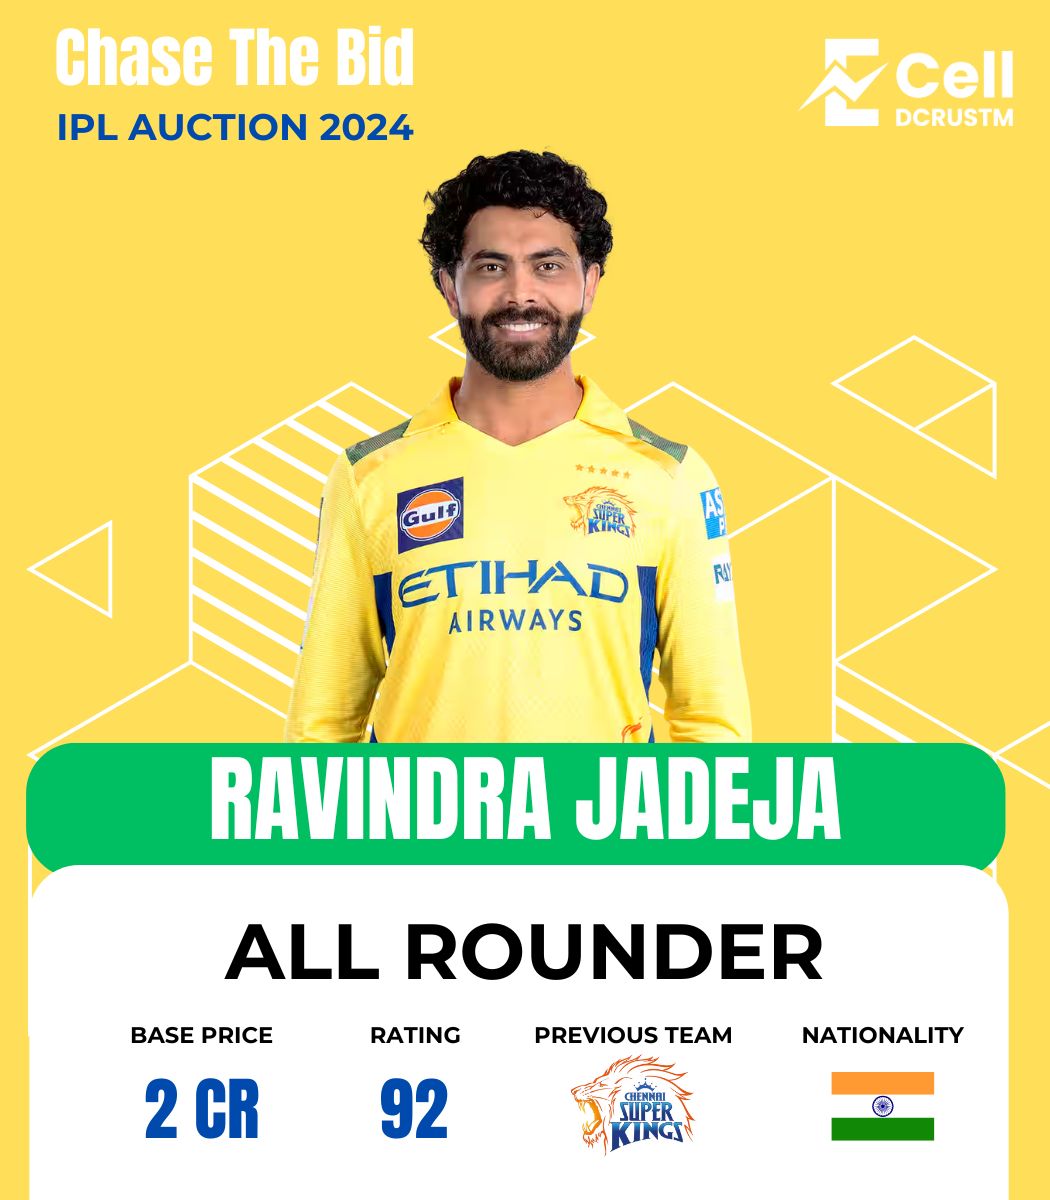 Chase The Bid
IPL AUCTION 2024
Cell
DCRUSTM
Gulf
CHENNAI
SUPER
KINGS
ETIHAD
AIRWAYS
RAVINDRA JADEJA
ALL ROUNDER
BASE PRICE RATING PREVIOUS TEAM NATIONALITY
2 CR 92
CHENNAI
SUPER
KINGS